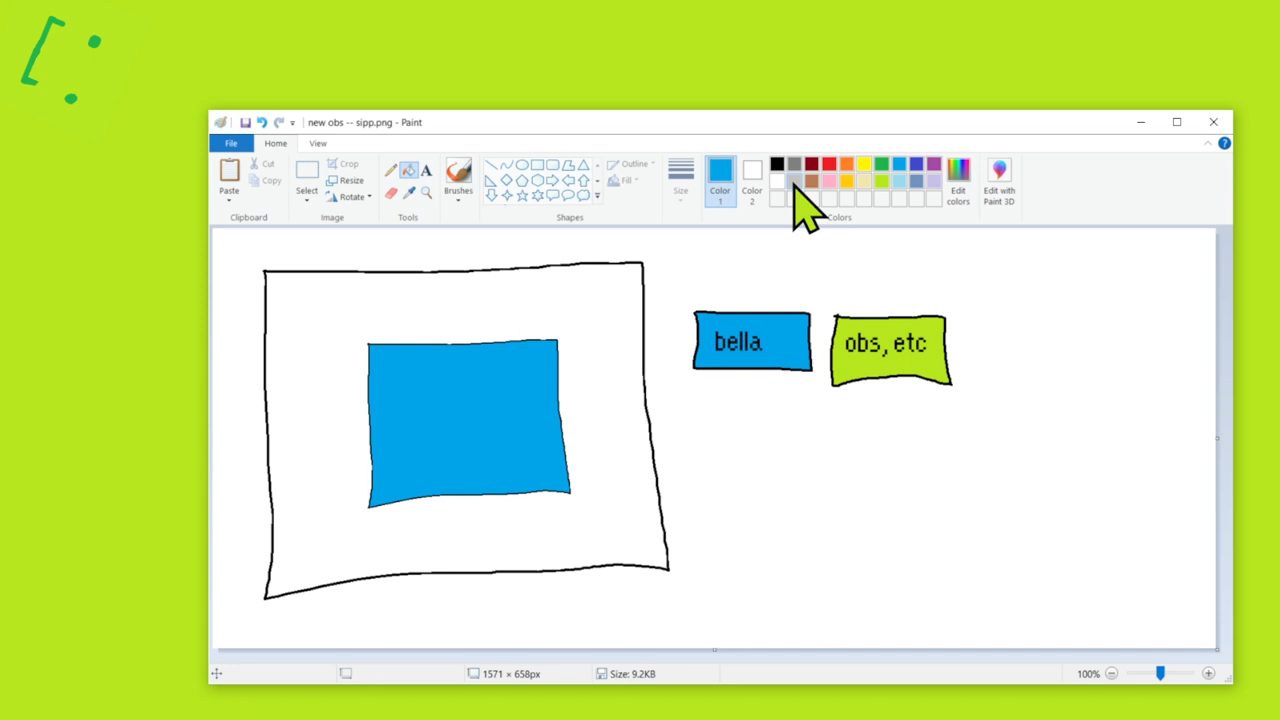 [:
new obs -- sipp.png - Paint
File Home View
Paste
Cut
Copy
Clipboard
Select
Crop
Resize
Rotate
Image
A
Tools
Brushes
Outline
Fill
Shapes
Size
Color 1
Color 2
Colors
Edit colors
Edit with Paint 3D
bella
obs, etc
1571 × 658px
Size: 9.2KB
100%